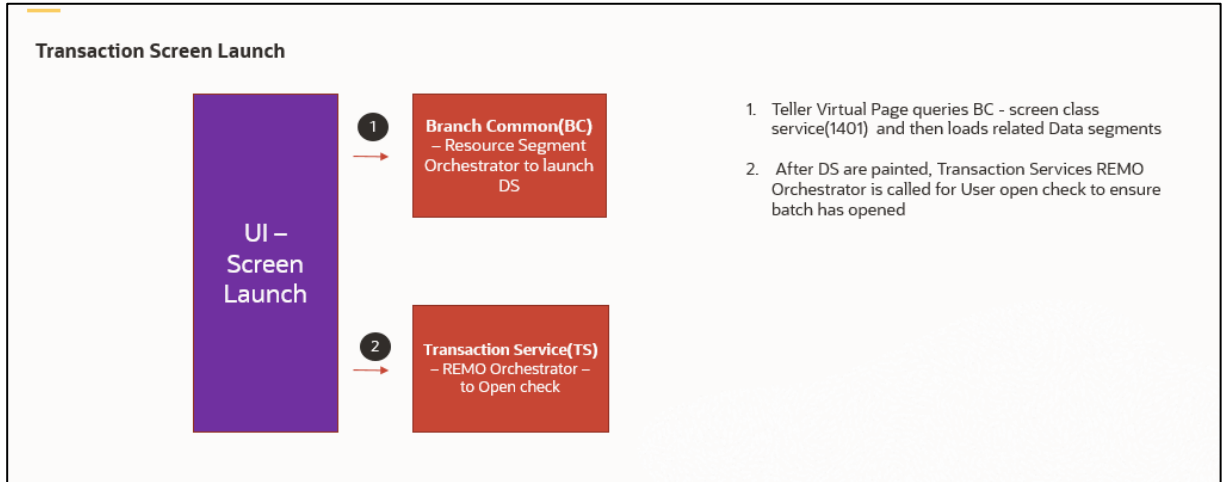 Transaction Screen Launch
UI –
Screen
Launch
1
Branch Common(BC)
– Resource Segment
Orchestrator to launch
DS
2
Transaction Service(TS)
– REMO Orchestrator –
to Open check
1. Teller Virtual Page queries BC - screen class
service(1401) and then loads related Data segments
2. After DS are painted, Transaction Services REMO
Orchestrator is called for User open check to ensure
batch has opened